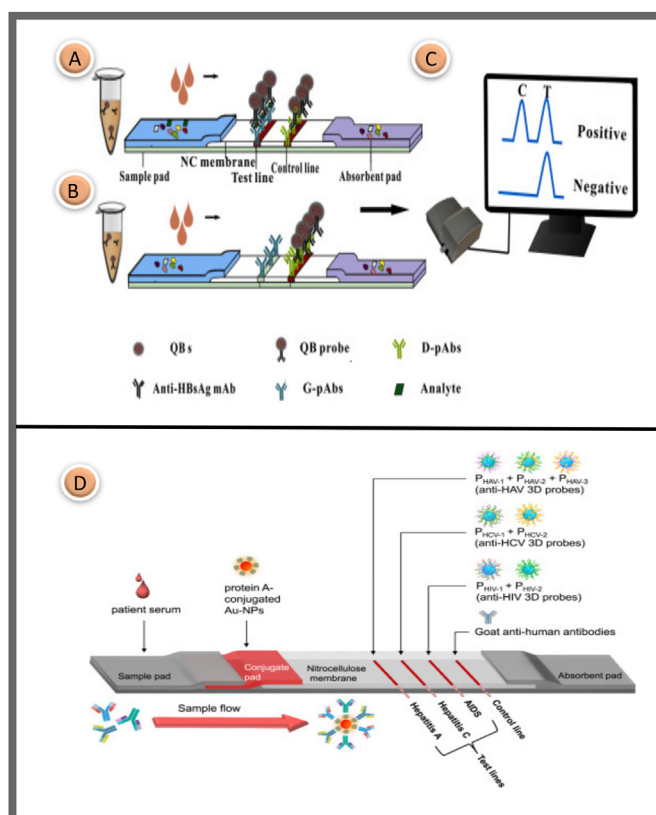 A
C
C T
Positive
Negative
NC membrane
Sample pad
Test line
Control line
Absorbent pad
B
QBs
QB probe
D-pAbs
Anti-HBsAg mAb
G-pAbs
Analyte
D
PHAV-1 + PHAV-2 + PHAV-3
(anti-HAV 3D probes)
PHCV-1 + PHCV-2
(anti-HCV 3D probes)
PHIV-1 + PHIV-2
(anti-HIV 3D probes)
Goat anti-human antibodies
protein A-
conjugated
Au-NPs
patient serum
Sample pad
Conjugate
pad
Nitrocellulose
membrane
Absorbent pad
Sample flow
Hepatitis A
Hepatitis C
AIDS
Control line
Test lines